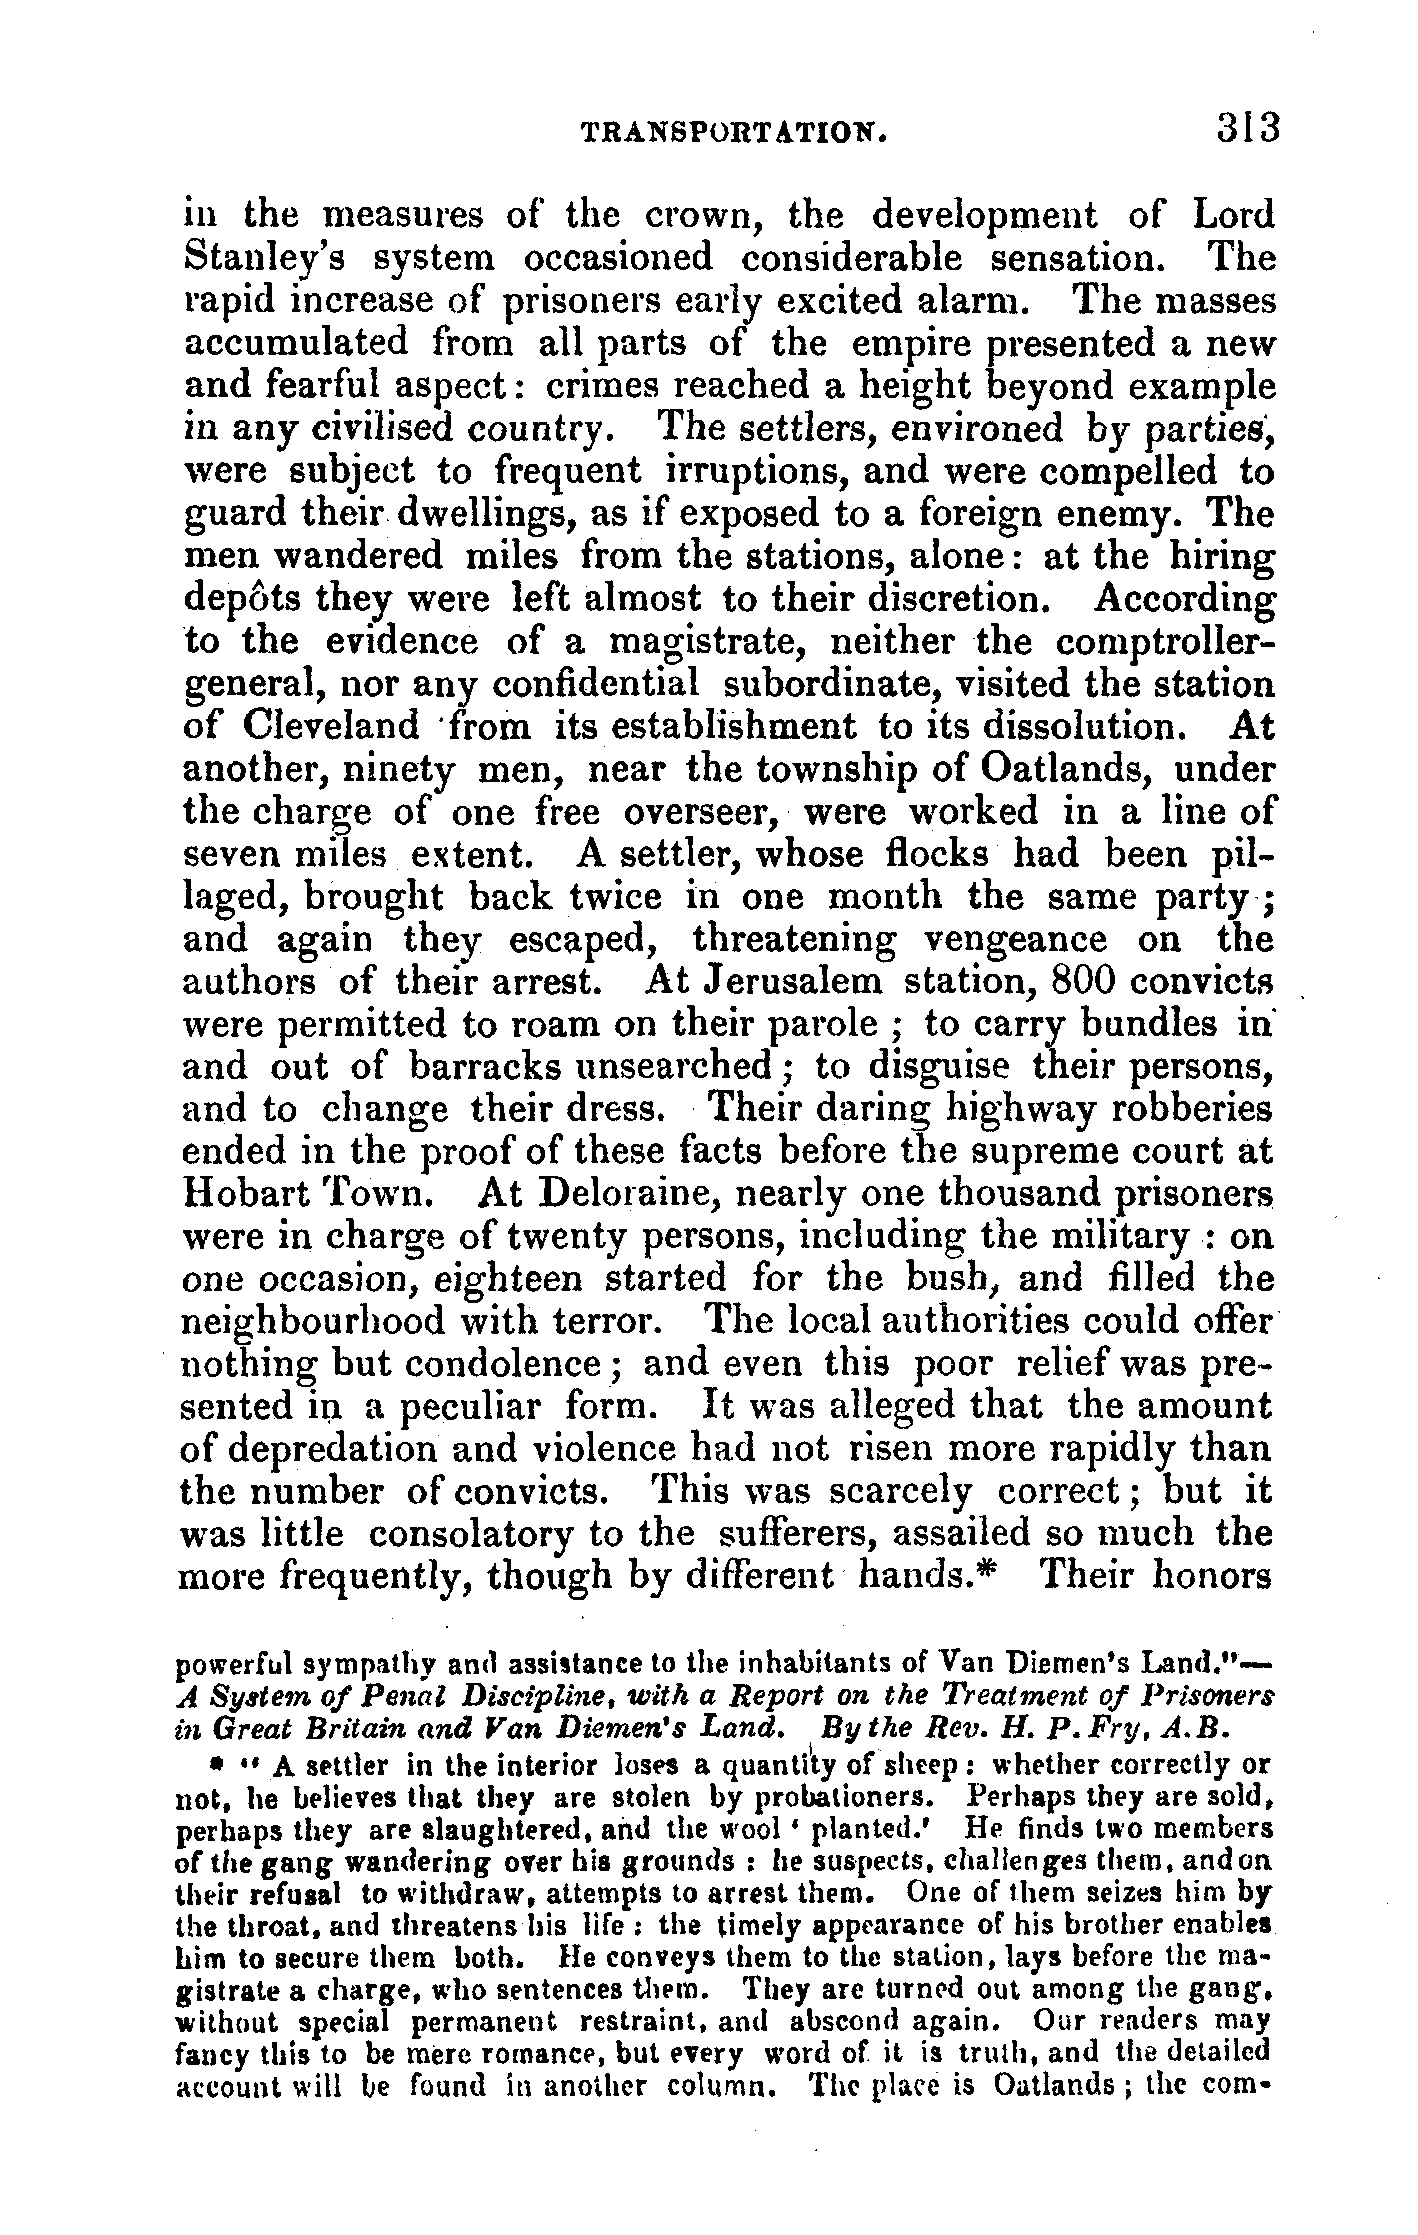 TRANSPORTATION. 313
in the measures of the crown, the development of Lord
Stanley's system occasioned considerable sensation. The
rapid increase of prisoners early excited alarm. The masses
accumulated from all parts of the empire presented a new
and fearful aspect: crimes reached a height beyond example
in any civilised country. The settlers, environed by parties,
were subject to frequent irruptions, and were compelled to
guard their dwellings, as if exposed to a foreign enemy. The
men wandered miles from the stations, alone: at the hiring
depôts they were left almost to their discretion. According
to the evidence of a magistrate, neither the comptroller-
general, nor any confidential subordinate, visited the station
of Cleveland from its establishment to its dissolution. At
another, ninety men, near the township of Oatlands, under
the charge of one free overseer, were worked in a line of
seven miles extent. A settler, whose flocks had been pil-
laged, brought back twice in one month the same party;
and again they escaped, threatening vengeance on the
authors of their arrest. At Jerusalem station, 800 convicts
were permitted to roam on their parole; to carry bundles in
and out of barracks unsearched; to disguise their persons,
and to change their dress. Their daring highway robberies
ended in the proof of these facts before the supreme court at
Hobart Town. At Deloraine, nearly one thousand prisoners
were in charge of twenty persons, including the military: on
one occasion, eighteen started for the bush, and filled the
neighbourhood with terror. The local authorities could offer
nothing but condolence; and even this poor relief was pre-
sented in a peculiar form. It was alleged that the amount
of depredation and violence had not risen more rapidly than
the number of convicts. This was scarcely correct; but it
was little consolatory to the sufferers, assailed so much the
more frequently, though by different hands.* Their honors
powerful sympathy and assistance to the inhabitants of Van Diemen's Land."—
A System of Penal Discipline, with a Report on the Treatment of Prisoners
in Great Britain and Van Diemen's Land. By the Rev. H. P. Fry, A.B.
* "A settler in the interior loses a quantity of sheep: whether correctly or
not, he believes that they are stolen by probationers. Perhaps they are sold,
perhaps they are slaughtered, and the wool 'planted.' He finds two members
of the gang wandering over his grounds: he suspects, challenges them, and on
their refusal to withdraw, attempts to arrest them. One of them seizes him by
the throat, and threatens his life: the timely appearance of his brother enables
him to secure them both. He conveys them to the station, lays before the ma-
gistrate a charge, who sentences them. They are turned out among the gang,
without special permanent restraint, and abscond again. Our readers may
fancy this to be mere romance, but every word of it is truth, and the detailed
account will be found in another column. The place is Oatlands; the com-